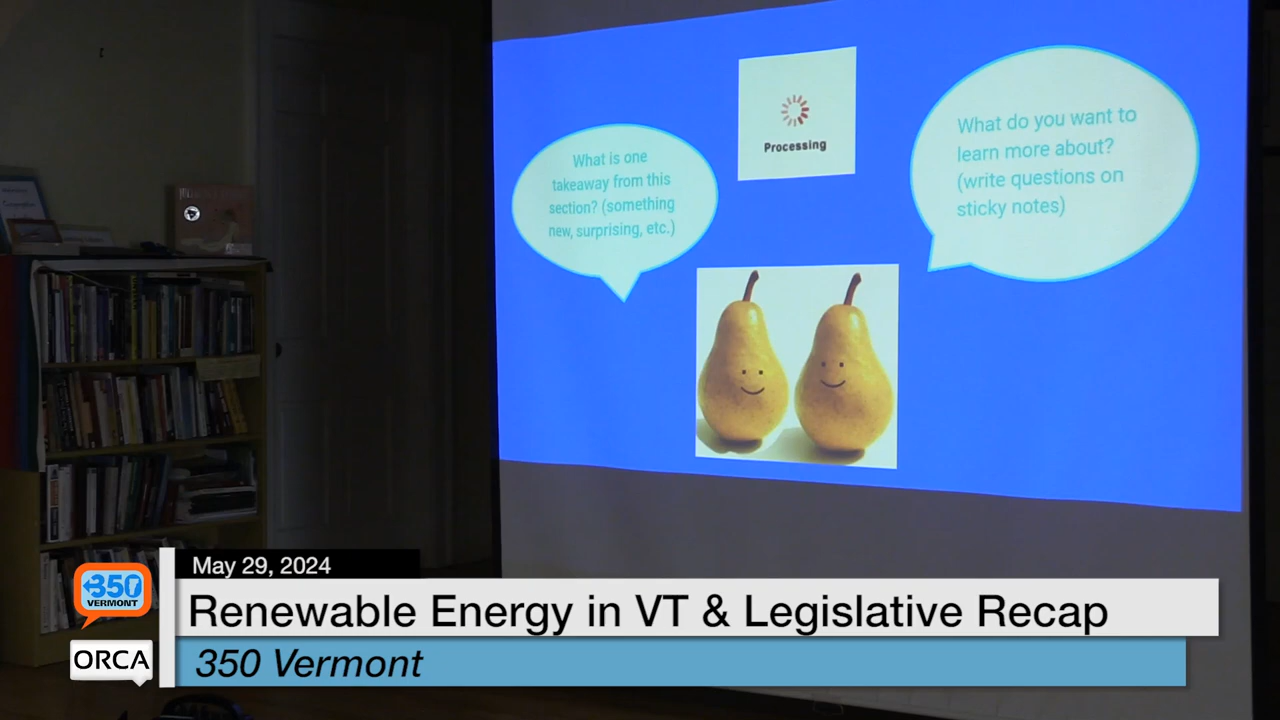 What is one
takeaway from this
section? (something
new, surprising, etc.)
Processing
What do you want to
learn more about?
(write questions on
sticky notes)
May 29, 2024
Renewable Energy in VT & Legislative Recap
350 Vermont
350
VERMONT
ORCA